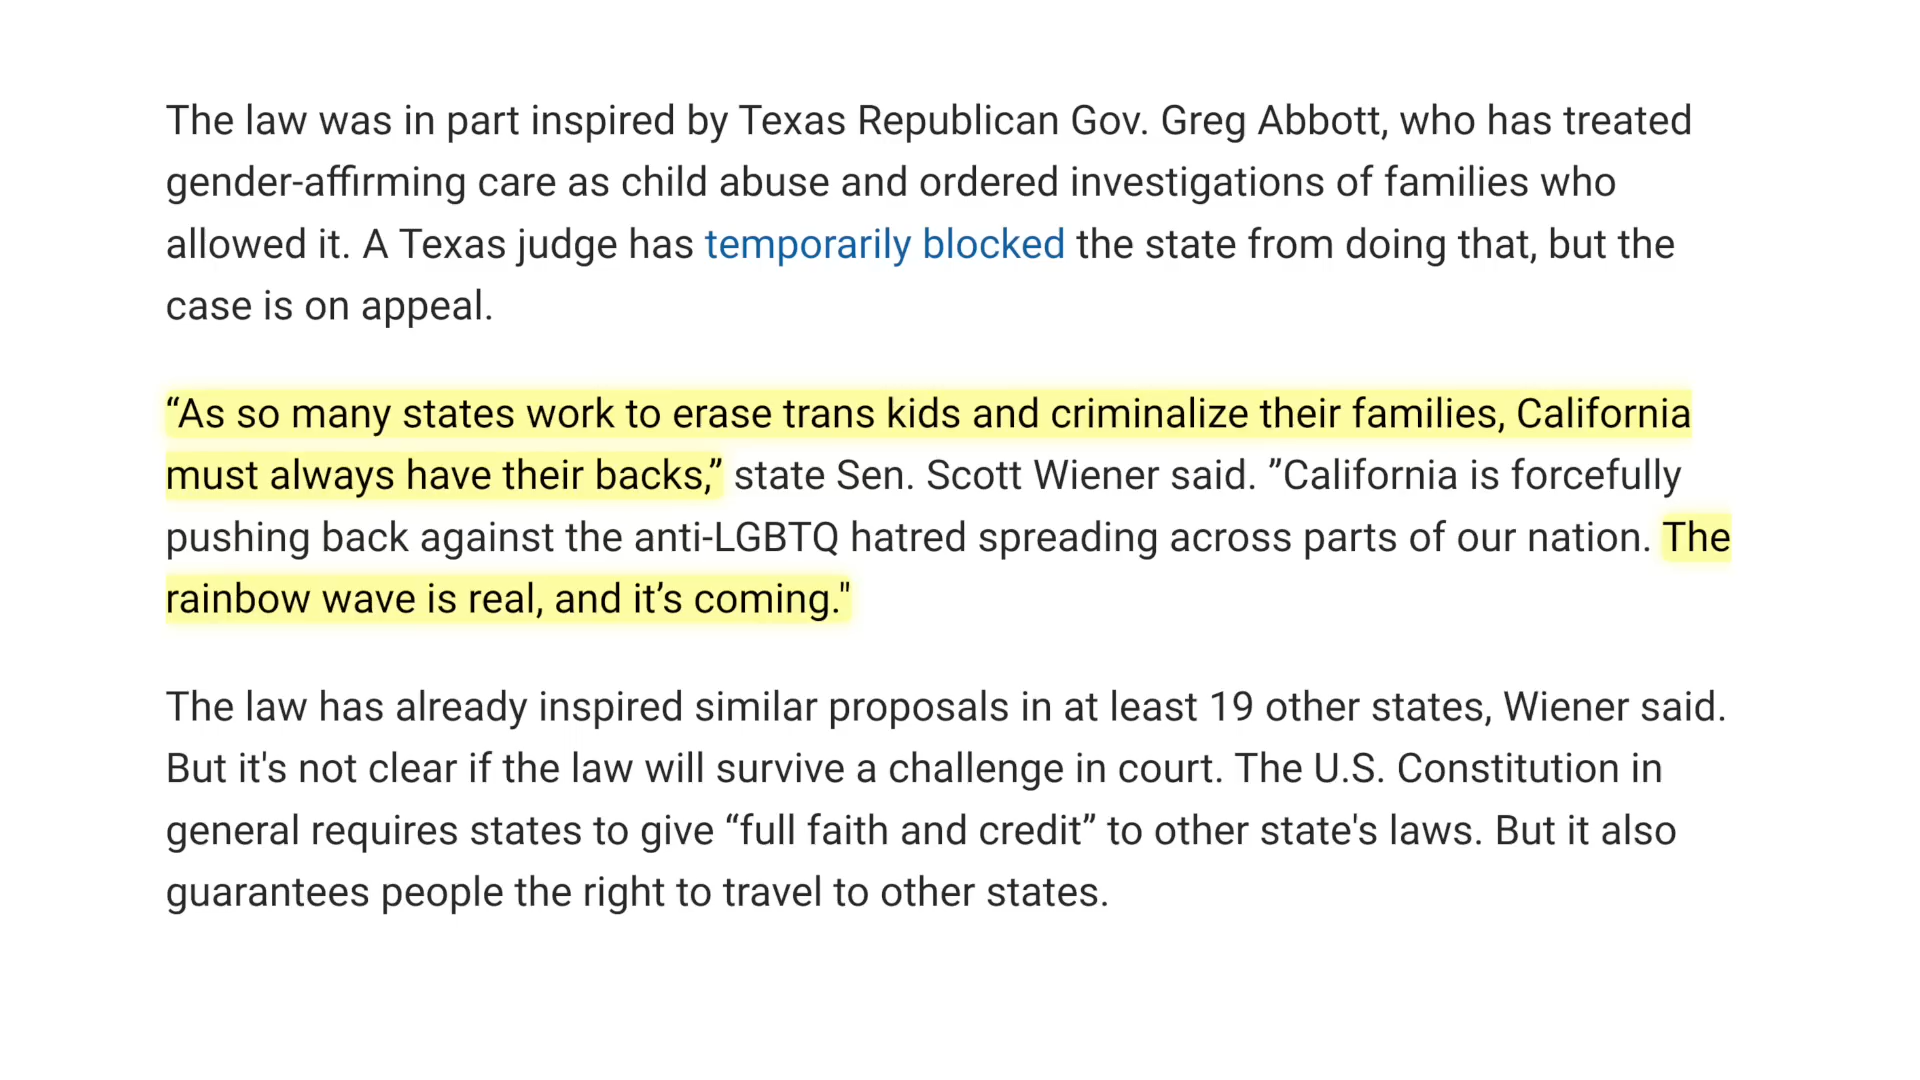 The law was in part inspired by Texas Republican Gov. Greg Abbott, who has treated
gender-affirming care as child abuse and ordered investigations of families who
allowed it. A Texas judge has temporarily blocked the state from doing that, but the
case is on appeal.
“As so many states work to erase trans kids and criminalize their families, California
must always have their backs,” state Sen. Scott Wiener said. ”California is forcefully
pushing back against the anti-LGBTQ hatred spreading across parts of our nation. The
rainbow wave is real, and it’s coming."
The law has already inspired similar proposals in at least 19 other states, Wiener said.
But it's not clear if the law will survive a challenge in court. The U.S. Constitution in
general requires states to give “full faith and credit” to other state's laws. But it also
guarantees people the right to travel to other states.